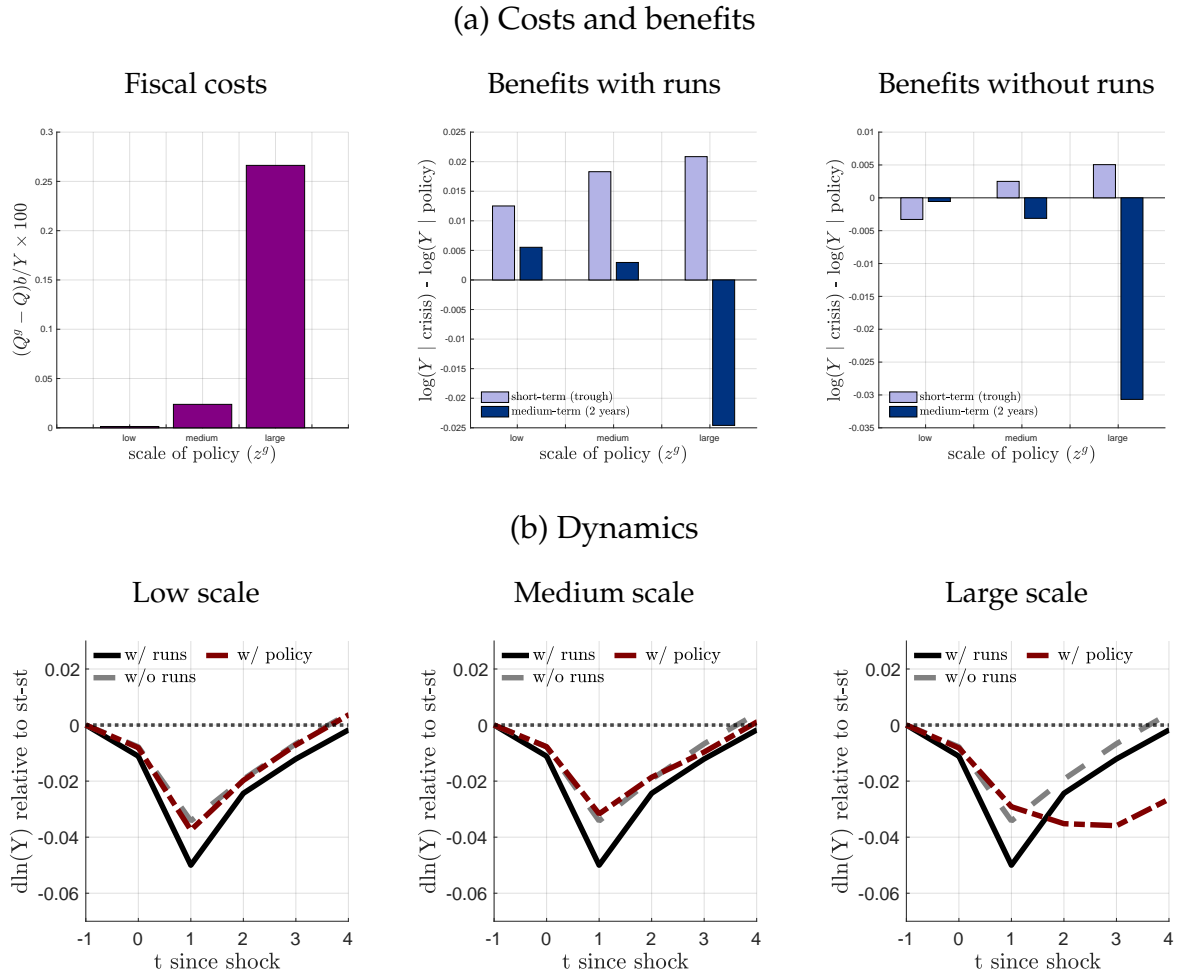 (a) Costs and benefits
Fiscal costs
Benefits with runs
Benefits without runs
(Q^g − Q)b/Y × 100
0.3
0.25
0.2
0.15
0.1
0.05
0
low
medium
large
scale of policy (z^g)
log(Y | crisis) - log(Y | policy)
0.025
0.02
0.015
0.01
0.005
0
-0.005
-0.01
-0.015
-0.02
-0.025
short-term (trough)
medium-term (2 years)
low
medium
large
scale of policy (z^g)
log(Y | crisis) - log(Y | policy)
0.01
0.005
0
-0.005
-0.01
-0.015
-0.02
-0.025
-0.03
-0.035
short-term (trough)
medium-term (2 years)
low
medium
large
scale of policy (z^g)
(b) Dynamics
Low scale
Medium scale
Large scale
dln(Y) relative to st-st
0.02
0
-0.02
-0.04
-0.06
w/ runs
w/ policy
w/o runs
-1
0
1
2
3
4
t since shock
dln(Y) relative to st-st
0.02
0
-0.02
-0.04
-0.06
w/ runs
w/ policy
w/o runs
-1
0
1
2
3
4
t since shock
dln(Y) relative to st-st
0.02
0
-0.02
-0.04
-0.06
w/ runs
w/ policy
w/o runs
-1
0
1
2
3
4
t since shock